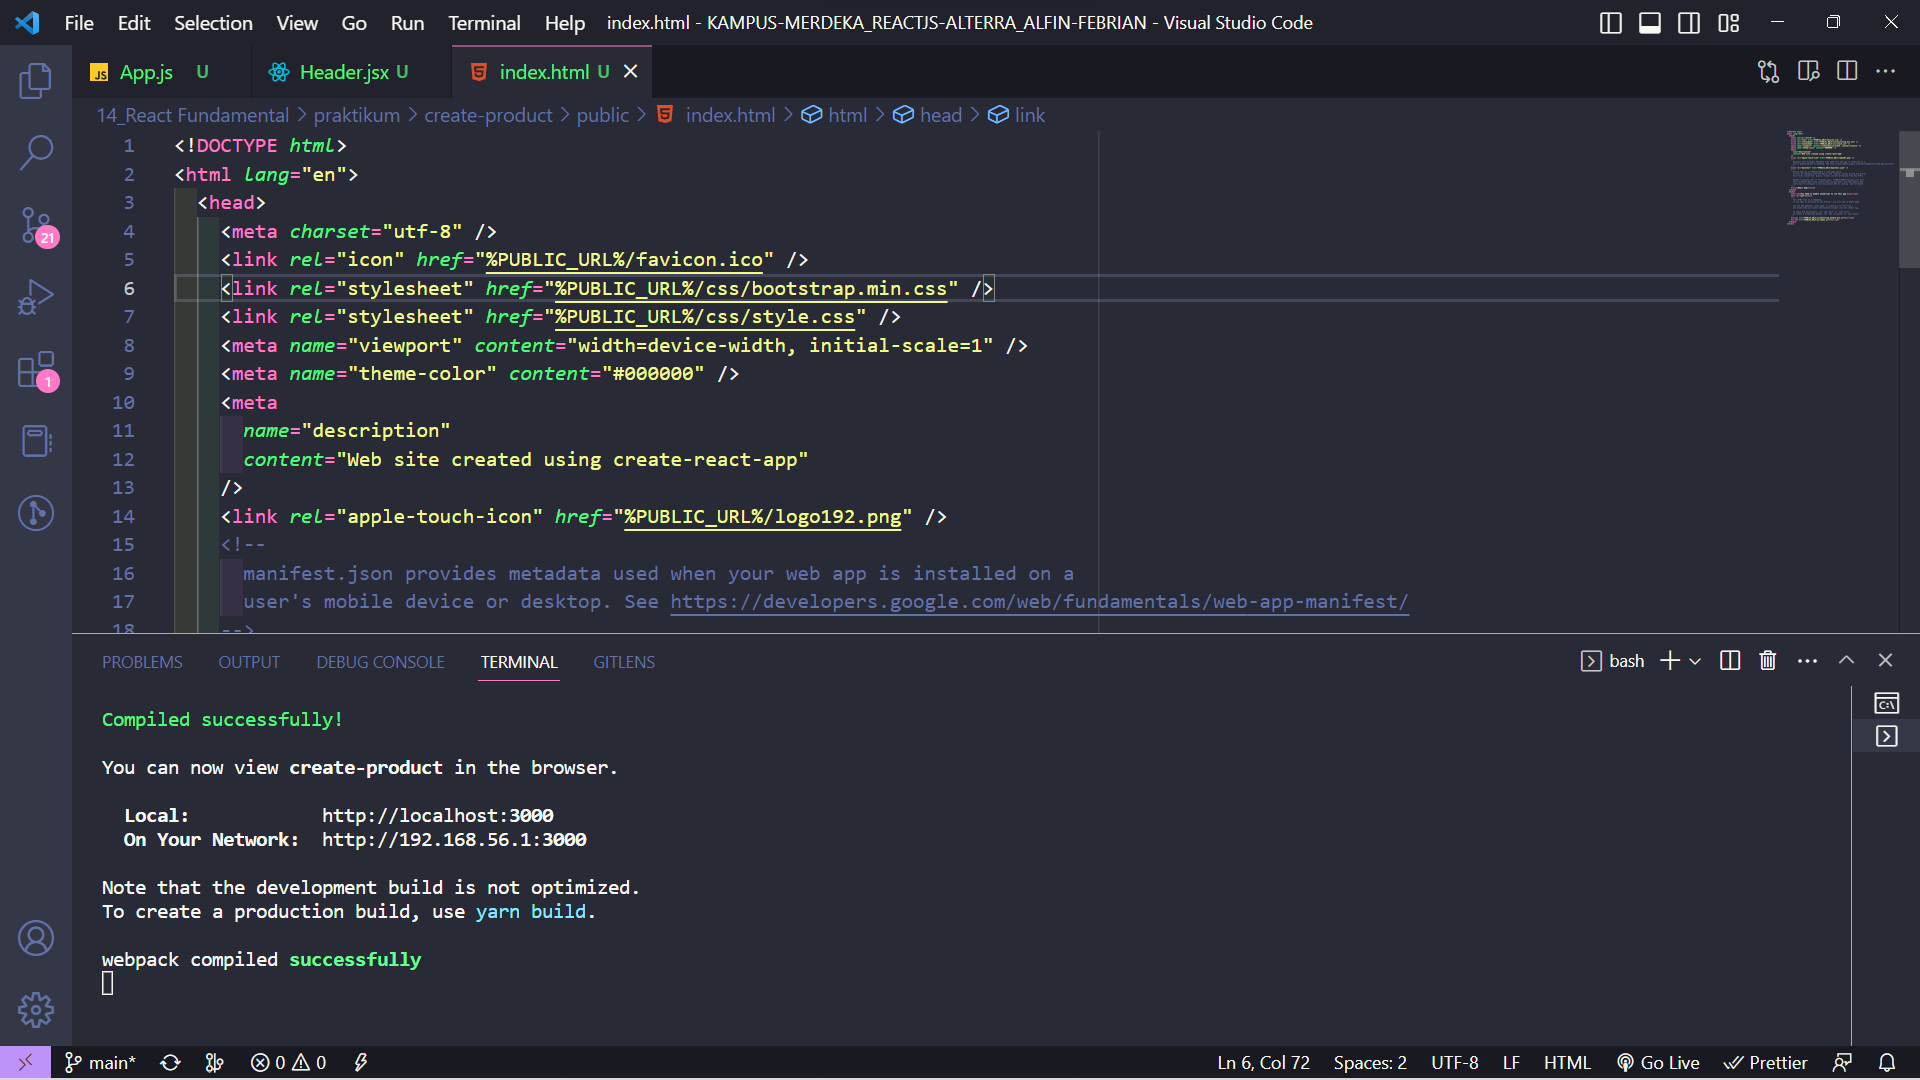 File Edit Selection View Go Run Terminal Help index.html - KAMPUS-MERDEKA_REACTJS-ALTERRA_ALFIN-FEBRIAN - Visual Studio Code
JS App.js U Header.jsx U index.html U
14_React Fundamental > praktikum > create-product > public > index.html > html > head > link
1 <!DOCTYPE html>
2 <html lang="en">
3 <head>
4 <meta charset="utf-8" />
5 <link rel="icon" href="%PUBLIC_URL%/favicon.ico" />
6 <link rel="stylesheet" href="%PUBLIC_URL%/css/bootstrap.min.css" />
7 <link rel="stylesheet" href="%PUBLIC_URL%/css/style.css" />
8 <meta name="viewport" content="width=device-width, initial-scale=1" />
9 <meta name="theme-color" content="#000000" />
10 <meta
11 name="description"
12 content="Web site created using create-react-app"
13 />
14 <link rel="apple-touch-icon" href="%PUBLIC_URL%/logo192.png" />
15 <!--
16 manifest.json provides metadata used when your web app is installed on a
17 user's mobile device or desktop. See https://developers.google.com/web/fundamentals/web-app-manifest/
18 -->
21
1
PROBLEMS OUTPUT DEBUG CONSOLE TERMINAL GITLENS bash
Compiled successfully!
You can now view create-product in the browser.
Local: http://localhost:3000
On Your Network: http://192.168.56.1:3000
Note that the development build is not optimized.
To create a production build, use yarn build.
webpack compiled successfully
main* 0 0 Ln 6, Col 72 Spaces: 2 UTF-8 LF HTML Go Live Prettier